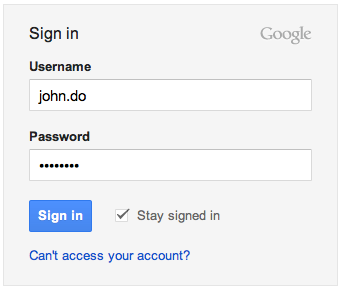 Sign in
Google
Username
john.do
Password
••••••••
Sign in
Stay signed in
Can't access your account?